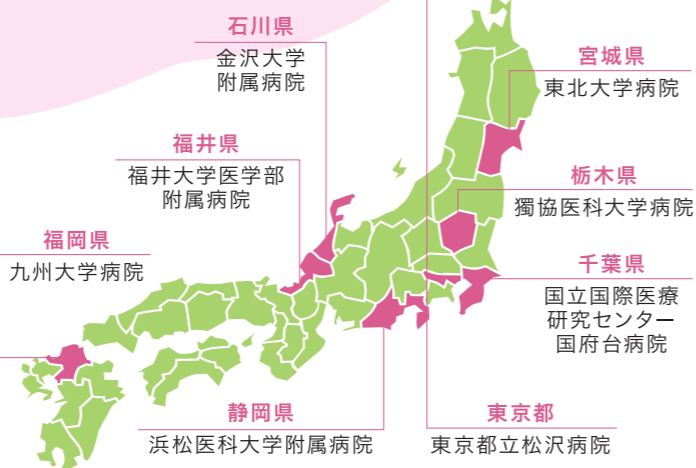 石川県
金沢大学
附属病院
宮城県
東北大学病院
福井県
福井大学医学部
附属病院
栃木県
獨協医科大学病院
福岡県
九州大学病院
千葉県
国立国際医療
研究センター
国府台病院
静岡県
浜松医科大学附属病院
東京都
東京都立松沢病院